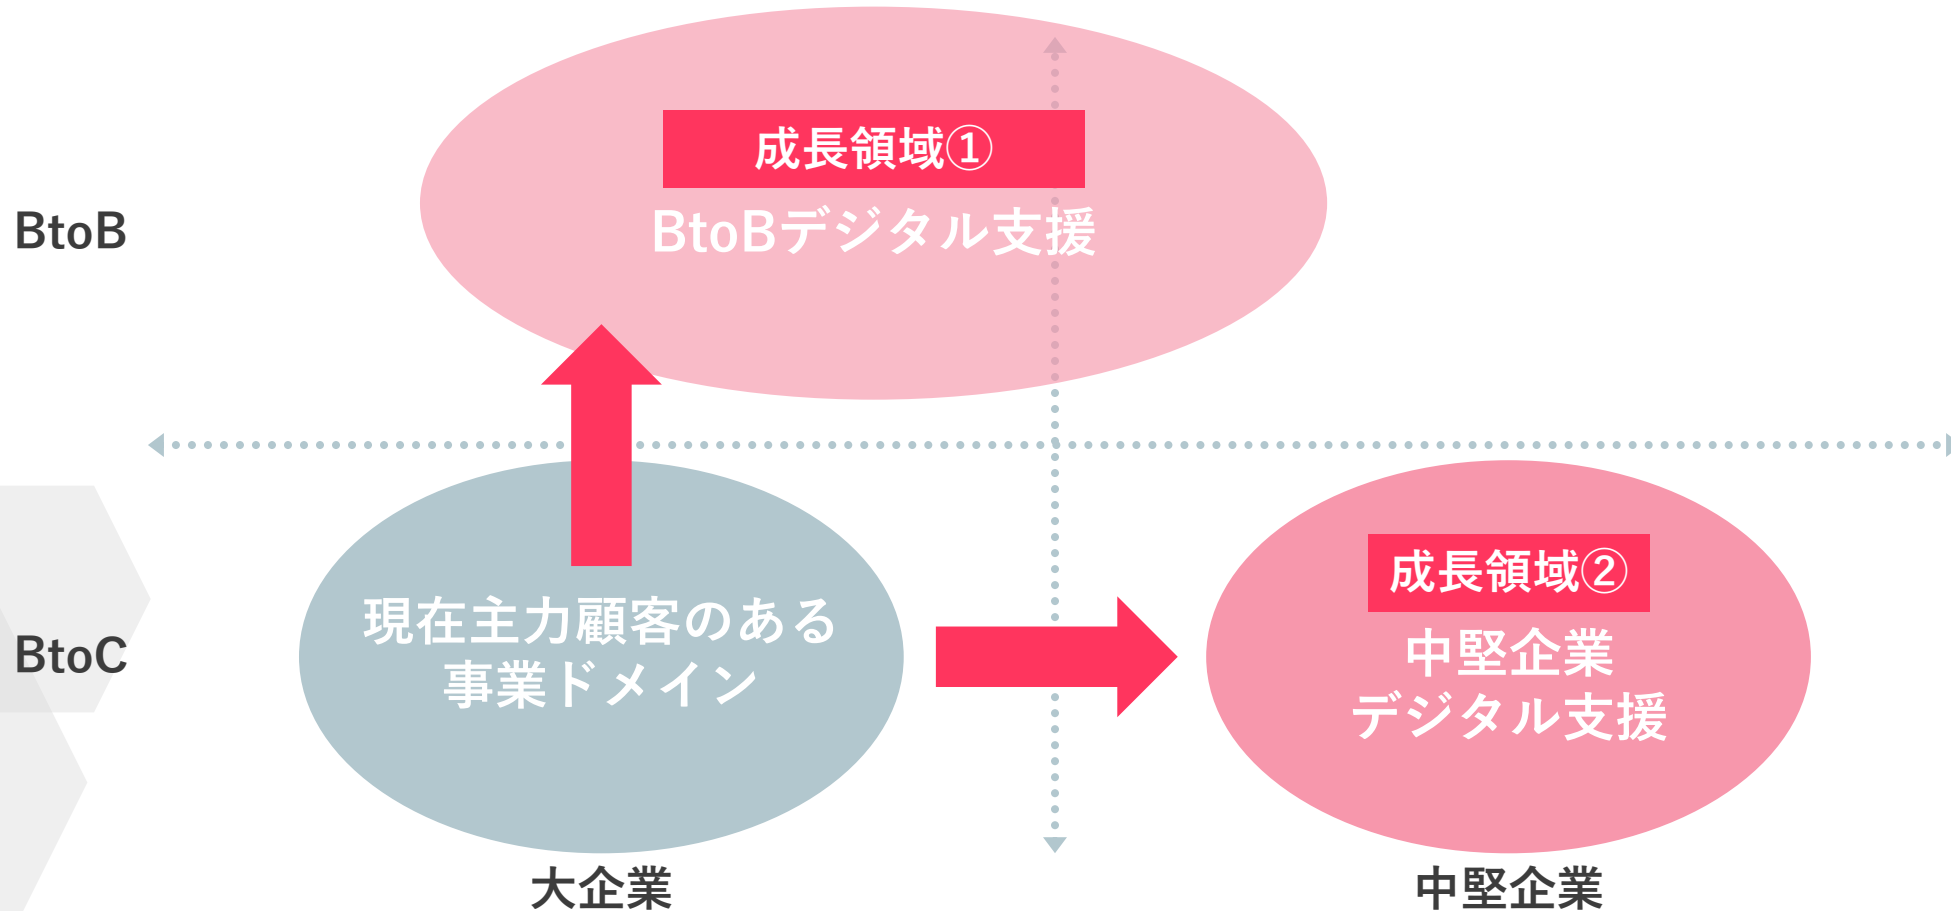 成長領域①
BtoBデジタル支援
BtoB
現在主力顧客のある
事業ドメイン
成長領域②
中堅企業
デジタル支援
BtoC
大企業
中堅企業